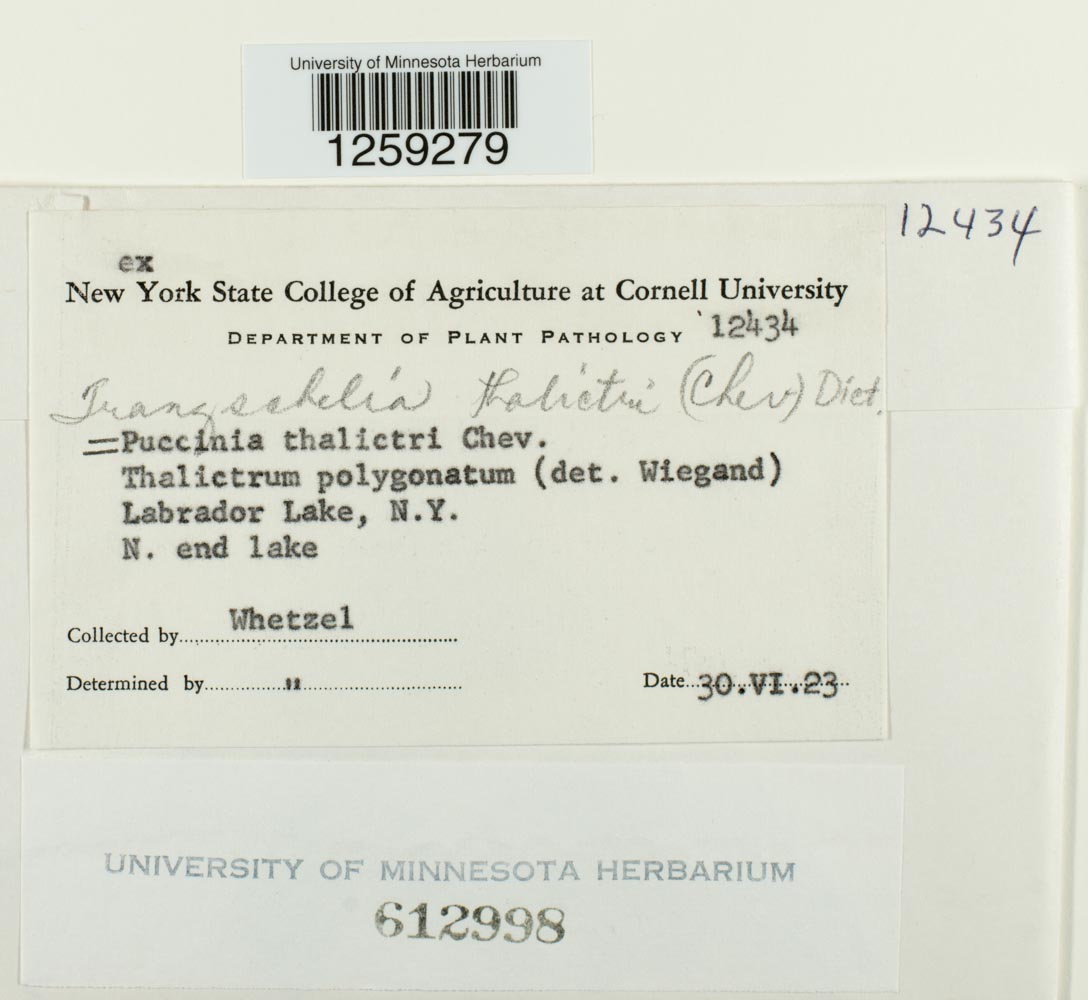 University of Minnesota Herbarium
1259279
12434
ex
New York State College of Agriculture at Cornell University
DEPARTMENT OF PLANT PATHOLOGY 12434
Tranzschelia thalictri (Chev) Diet.
=Puccinia thalictri Chev.
Thalictrum polygonatum (det. Wiegand)
Labrador Lake, N.Y.
N. end lake
Collected by Whetzel
Determined by " Date 30.VI.23
UNIVERSITY OF MINNESOTA HERBARIUM
612998